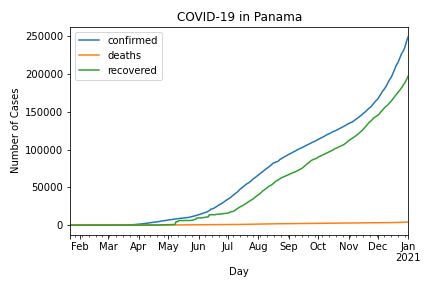 COVID-19 in Panama
confirmed
deaths
recovered
Number of Cases
250000
200000
150000
100000
50000
0
Feb Mar Apr May Jun Jul Aug Sep Oct Nov Dec Jan
2021
Day